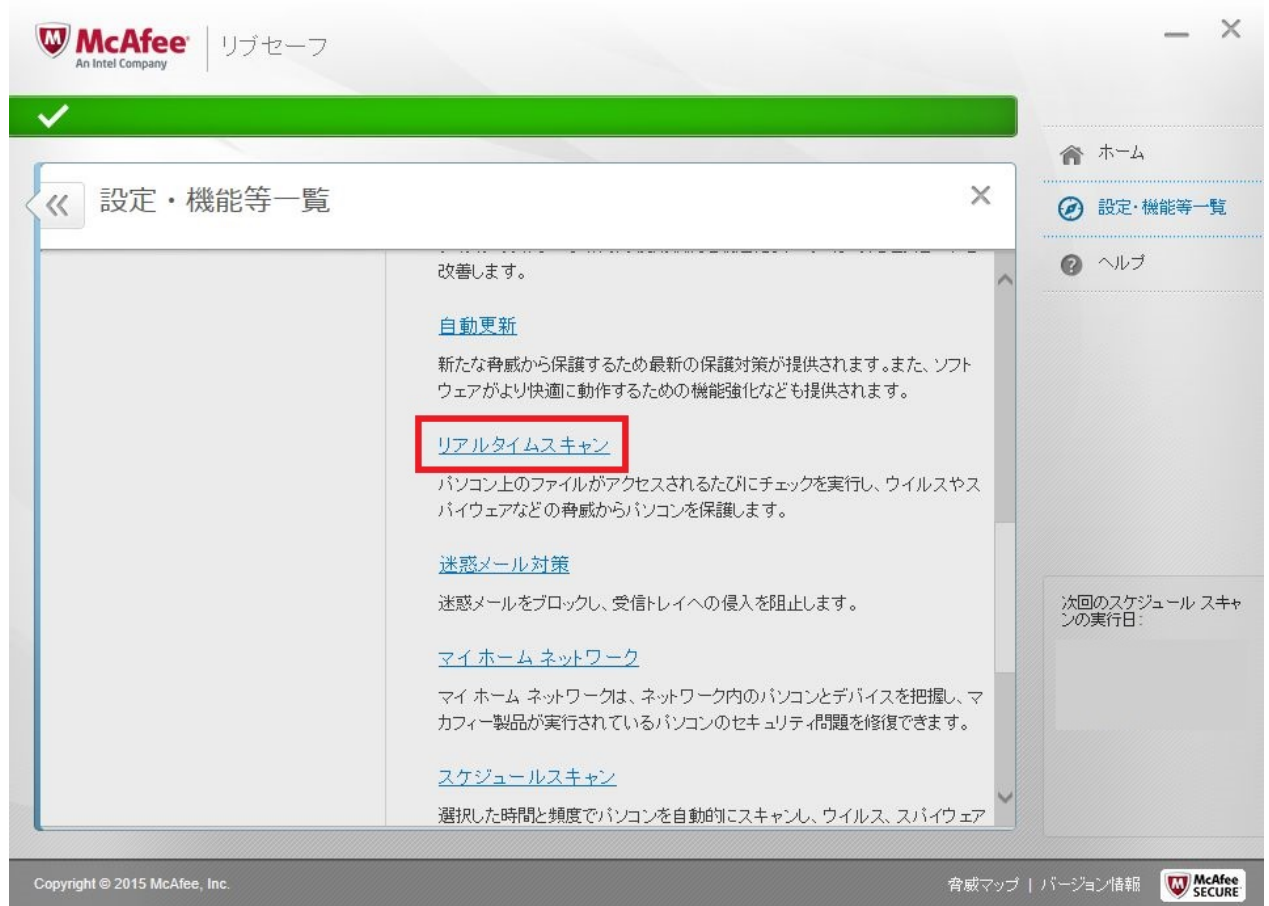 McAfee
An Intel Company
リブセーフ
ホーム
設定・機能等一覧
ヘルプ
設定・機能等一覧
改善します。
自動更新
新たな脅威から保護するため最新の保護対策が提供されます。また、ソフト
ウェアがより快適に動作するための機能強化なども提供されます。
リアルタイムスキャン
パソコン上のファイルがアクセスされるたびにチェックを実行し、ウイルスやス
パイウェアなどの脅威からパソコンを保護します。
迷惑メール対策
迷惑メールをブロックし、受信トレイへの侵入を阻止します。
マイ ホーム ネットワーク
マイ ホーム ネットワークは、ネットワーク内のパソコンとデバイスを把握し、マ
カフィー製品が実行されているパソコンのセキュリティ問題を修復できます。
スケジュールスキャン
選択した時間と頻度でパソコンを自動的にスキャンし、ウイルス、スパイウェア
次回のスケジュール スキャ
ンの実行日:
Copyright © 2015 McAfee, Inc.
脅威マップ | バージョン情報
McAfee
SECURE